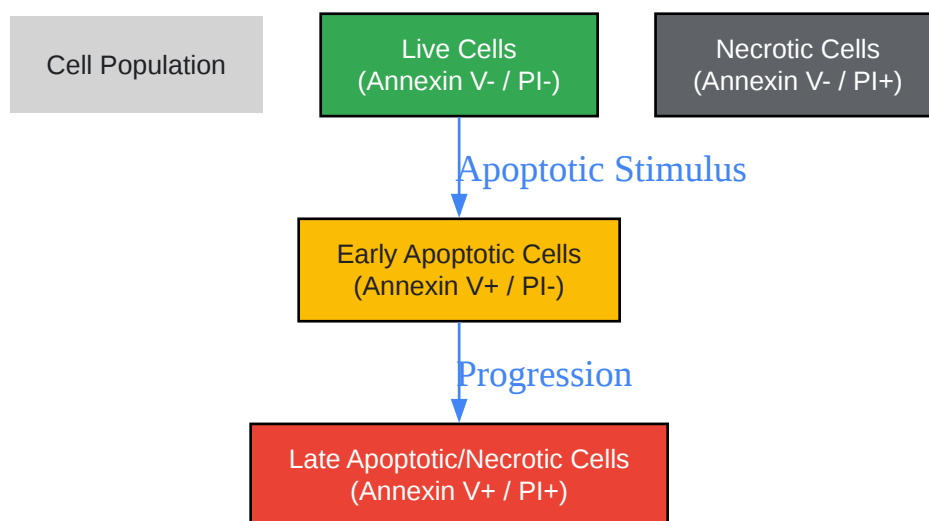 Cell Population
Live Cells
(Annexin V- / PI-)
Necrotic Cells
(Annexin V- / PI+)
Apoptotic Stimulus
Early Apoptotic Cells
(Annexin V+ / PI-)
Progression
Late Apoptotic/Necrotic Cells
(Annexin V+ / PI+)